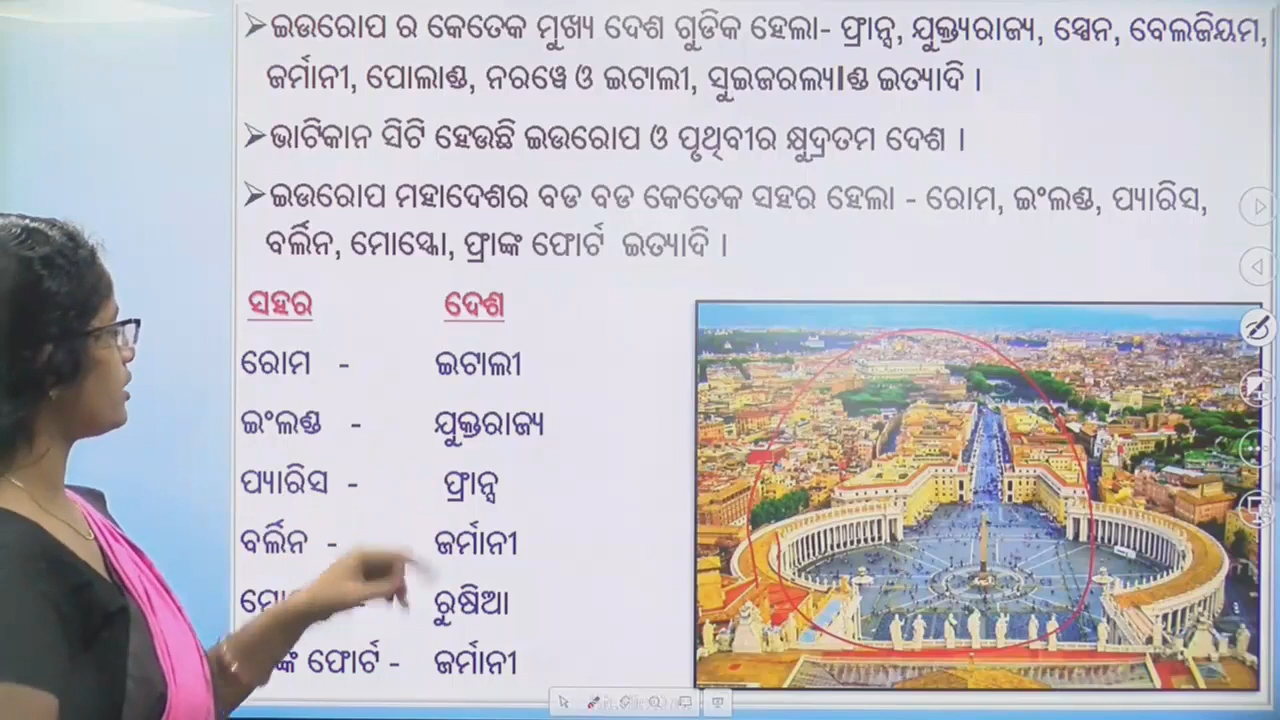 ➤ଇଉରୋପ ର କେତେକ ମୁଖ୍ୟ ଦେଶ ଗୁଡିକ ହେଲା- ଫ୍ରାନ୍ସ, ଯୁକ୍ତ୍ୟରାଜ୍ୟ, ସ୍ପେନ, ବେଲଜିୟମ,
ଜର୍ମାନୀ, ପୋଲାଣ୍ଡ, ନରୱେ ଓ ଇଟାଲୀ, ସୁଇଜରଲ୍ୟାଣ୍ଡ ଇତ୍ୟାଦି ।
➤ଭାଟିକାନ ସିଟି ହେଉଛି ଇଉରୋପ ଓ ପୃଥିବୀର କ୍ଷୁଦ୍ରତମ ଦେଶ ।
➤ଇଉରୋପ ମହାଦେଶର ବଡ ବଡ କେତେକ ସହର ହେଲା - ରୋମ, ଇଂଲଣ୍ଡ, ପ୍ୟାରିସ,
ବର୍ଲିନ, ମୋସ୍କୋ, ଫ୍ରାଙ୍କ ଫୋର୍ଟ ଇତ୍ୟାଦି ।
ସହର ଦେଶ
ରୋମ - ଇଟାଲୀ
ଇଂଲଣ୍ଡ - ଯୁକ୍ତରାଜ୍ୟ
ପ୍ୟାରିସ - ଫ୍ରାନ୍ସ
ବର୍ଲିନ - ଜର୍ମାନୀ
ରୁଷିଆ
ଫୋର୍ଟ - ଜର୍ମାନୀ